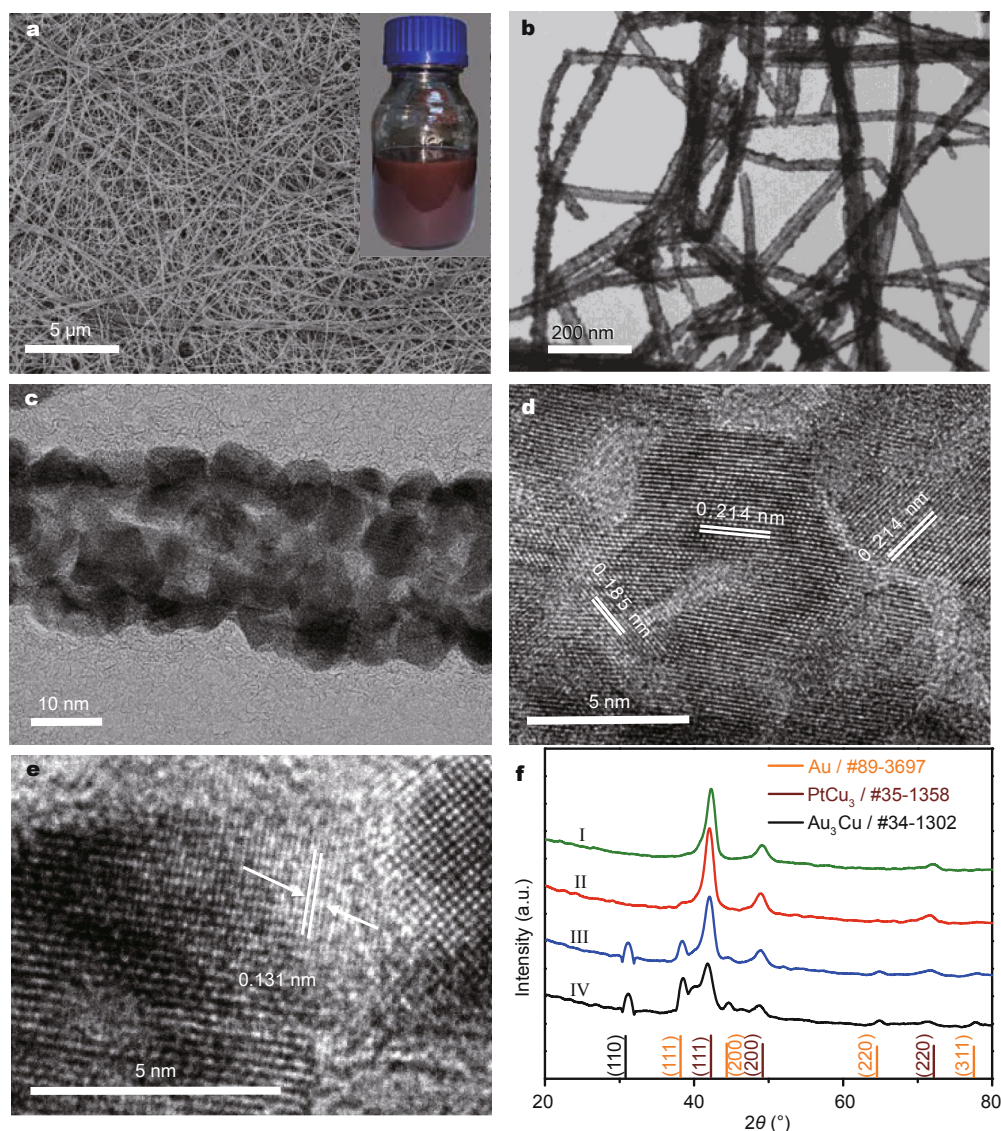 a
5 µm
b
200 nm
c
10 nm
d
0.214 nm
0.214 nm
0.185 nm
5 nm
e
0.131 nm
5 nm
f
Au / #89-3697
PtCu₃ / #35-1358
Au₃Cu / #34-1302
I
II
III
IV
Intensity (a.u.)
(110)
(111)
(111)
(200)
(200)
(220)
(220)
(311)
20 40 60 80
2θ (°)